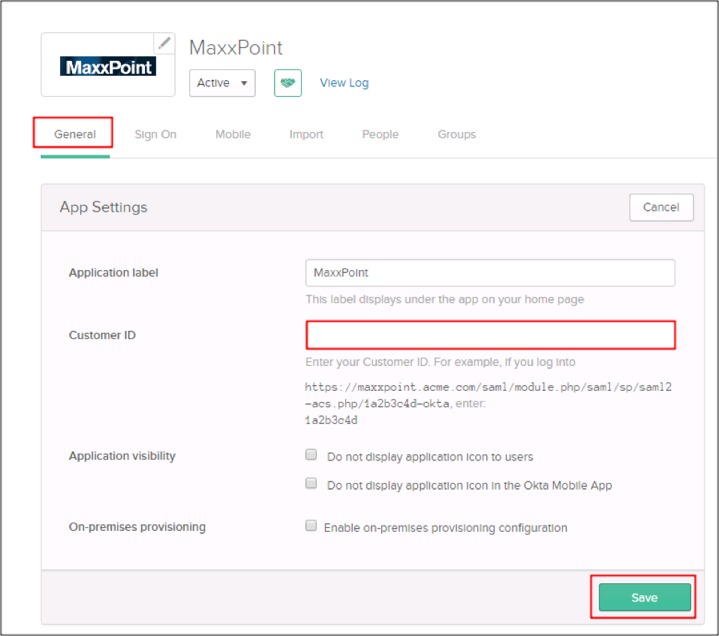 MaxxPoint
MaxxPoint
Active
View Log
General
Sign On
Mobile
Import
People
Groups
App Settings
Cancel
Application label
MaxxPoint
This label displays under the app on your home page
Customer ID
Enter your Customer ID. For example, if you log into
https://maxxpoint.acme.com/saml/module.php/saml/sp/saml2
-acs.php/1a2b3c4d-okta, enter:
1a2b3c4d
Application visibility
Do not display application icon to users
Do not display application icon in the Okta Mobile App
On-premises provisioning
Enable on-premises provisioning configuration
Save